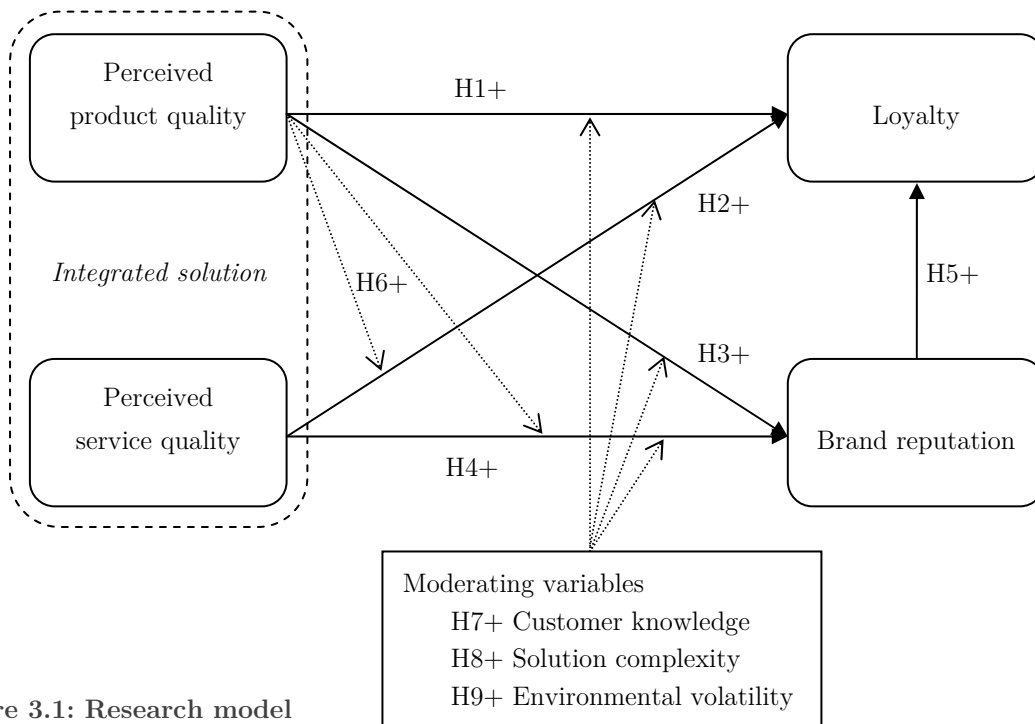 Perceived
product quality
H1+
Loyalty
H2+
Integrated solution
H6+
H5+
H3+
Perceived
service quality
H4+
Brand reputation
Moderating variables
H7+ Customer knowledge
H8+ Solution complexity
H9+ Environmental volatility
re 3.1: Research model